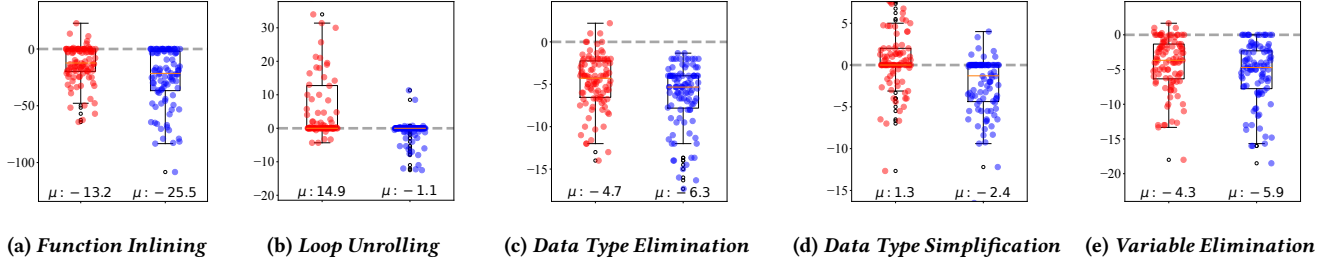 0
−50
−100
μ: −13.2
μ: −25.5
30
20
10
0
−10
−20
μ: 14.9
μ: −1.1
0
−5
−10
−15
μ: −4.7
μ: −6.3
5
0
−5
−10
−15
μ: 1.3
μ: −2.4
0
−5
−10
−15
−20
μ: −4.3
μ: −5.9
(a) Function Inlining
(b) Loop Unrolling
(c) Data Type Elimination
(d) Data Type Simplification
(e) Variable Elimination